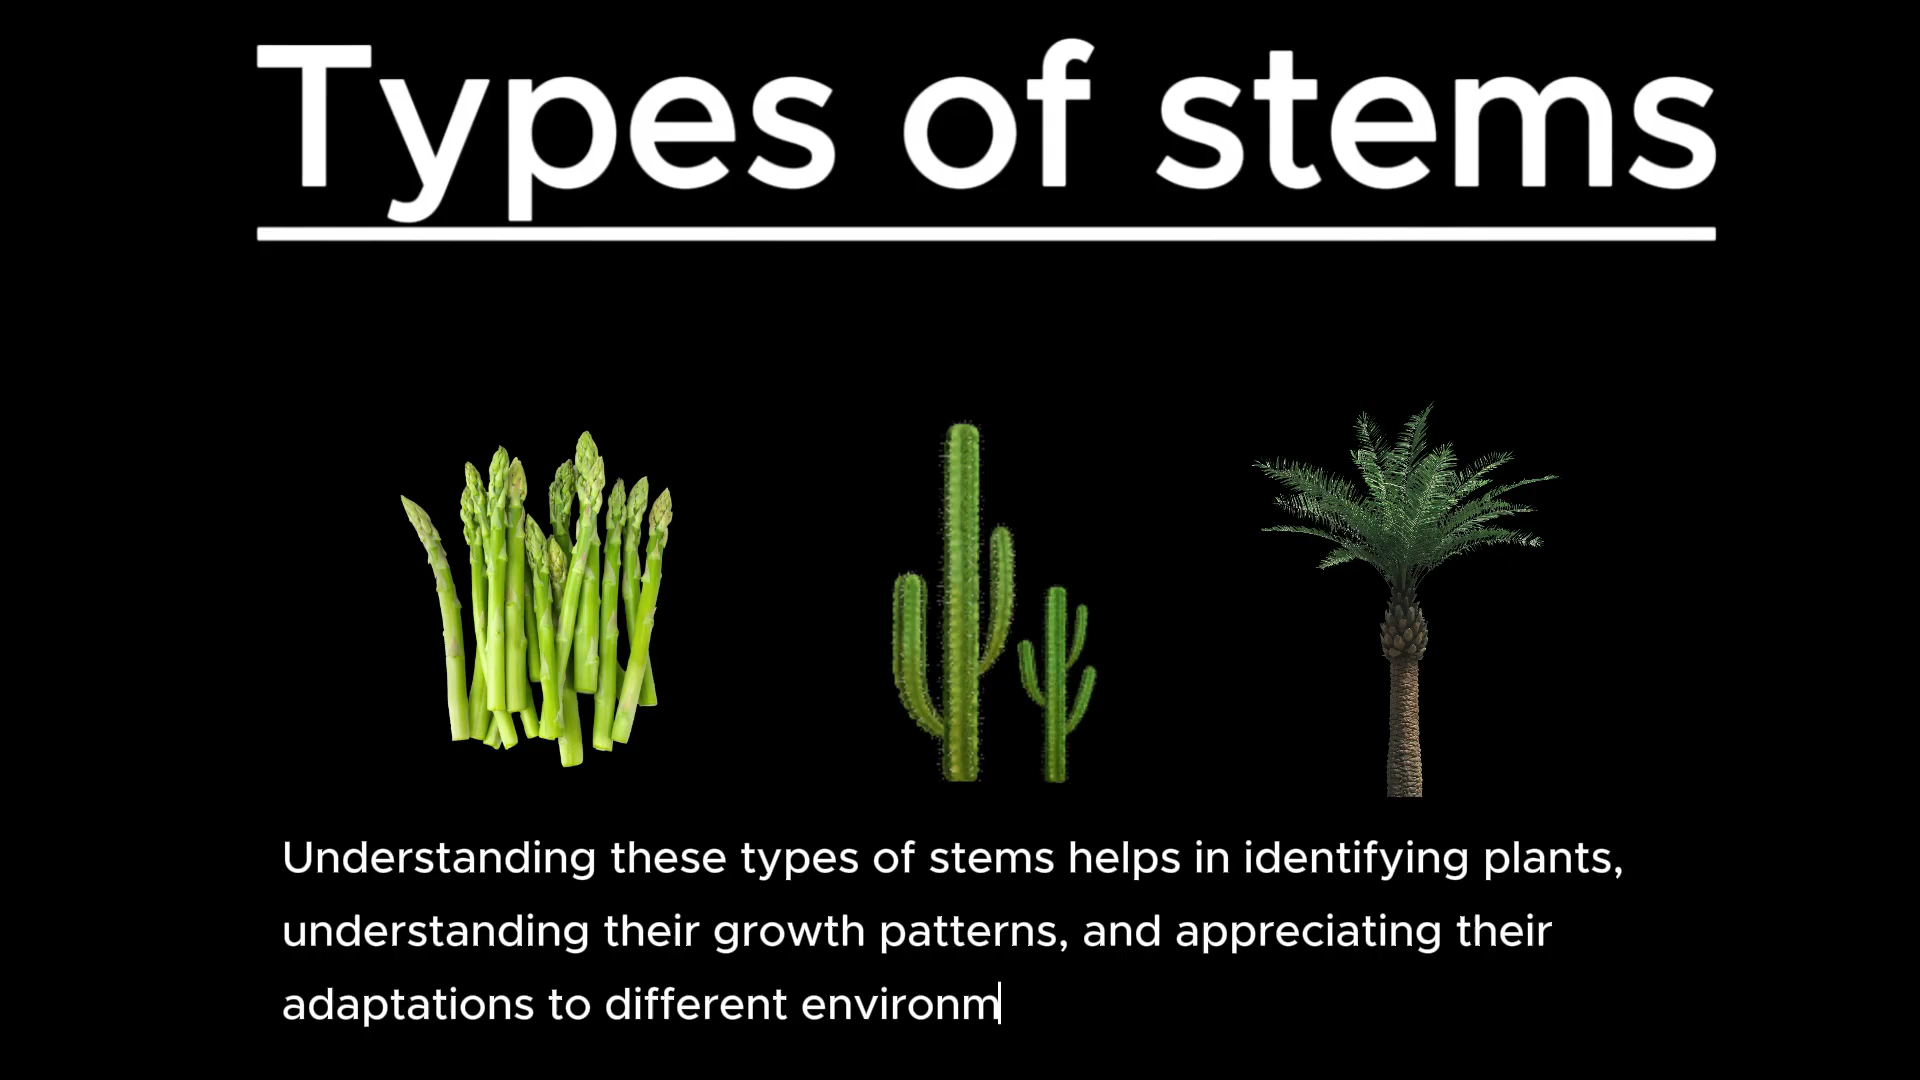 Types of stems
Understanding these types of stems helps in identifying plants,
understanding their growth patterns, and appreciating their
adaptations to different environm